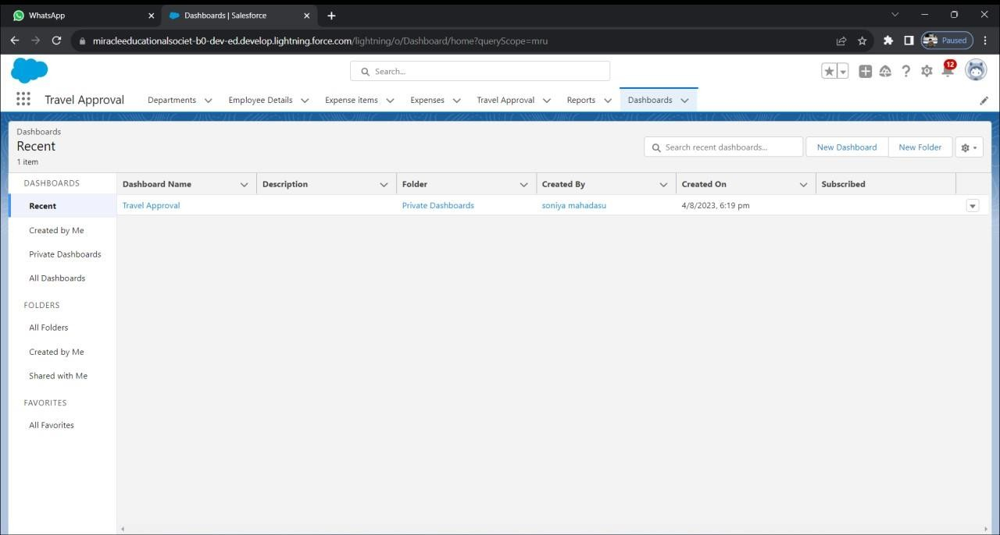 WhatsApp
Dashboards | Salesforce
miracleeducationalsociet-b0-dev-ed.develop.lightning.force.com/lightning/o/Dashboard/home?queryScope=mru
Paused
Search...
12
Travel Approval
Departments
Employee Details
Expense items
Expenses
Travel Approval
Reports
Dashboards
Dashboards
Recent
1 item
Search recent dashboards...
New Dashboard
New Folder
DASHBOARDS
Dashboard Name
Description
Folder
Created By
Created On
Subscribed
Recent
Travel Approval
Private Dashboards
soniya mahadasu
4/8/2023, 6:19 pm
Created by Me
Private Dashboards
All Dashboards
FOLDERS
All Folders
Created by Me
Shared with Me
FAVORITES
All Favorites